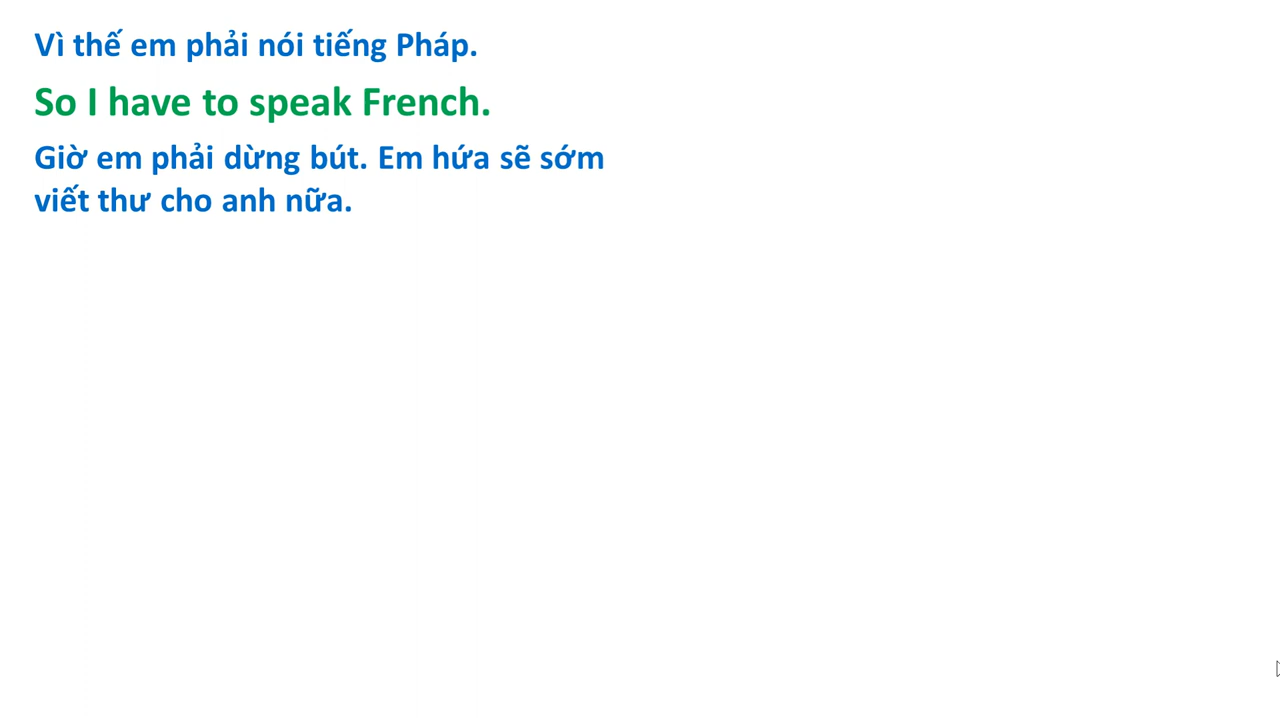 Vì thế em phải nói tiếng Pháp.
So I have to speak French.
Giờ em phải dừng bút. Em hứa sẽ sớm
viết thư cho anh nữa.